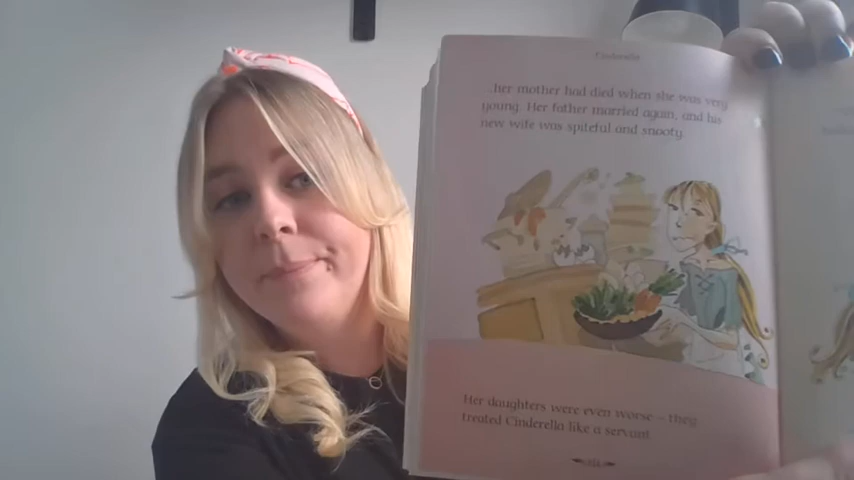 Cinderella
...her mother had died when she was very
young. Her father married again, and his
new wife was spiteful and snooty.
Her daughters were even worse – they
treated Cinderella like a servant.